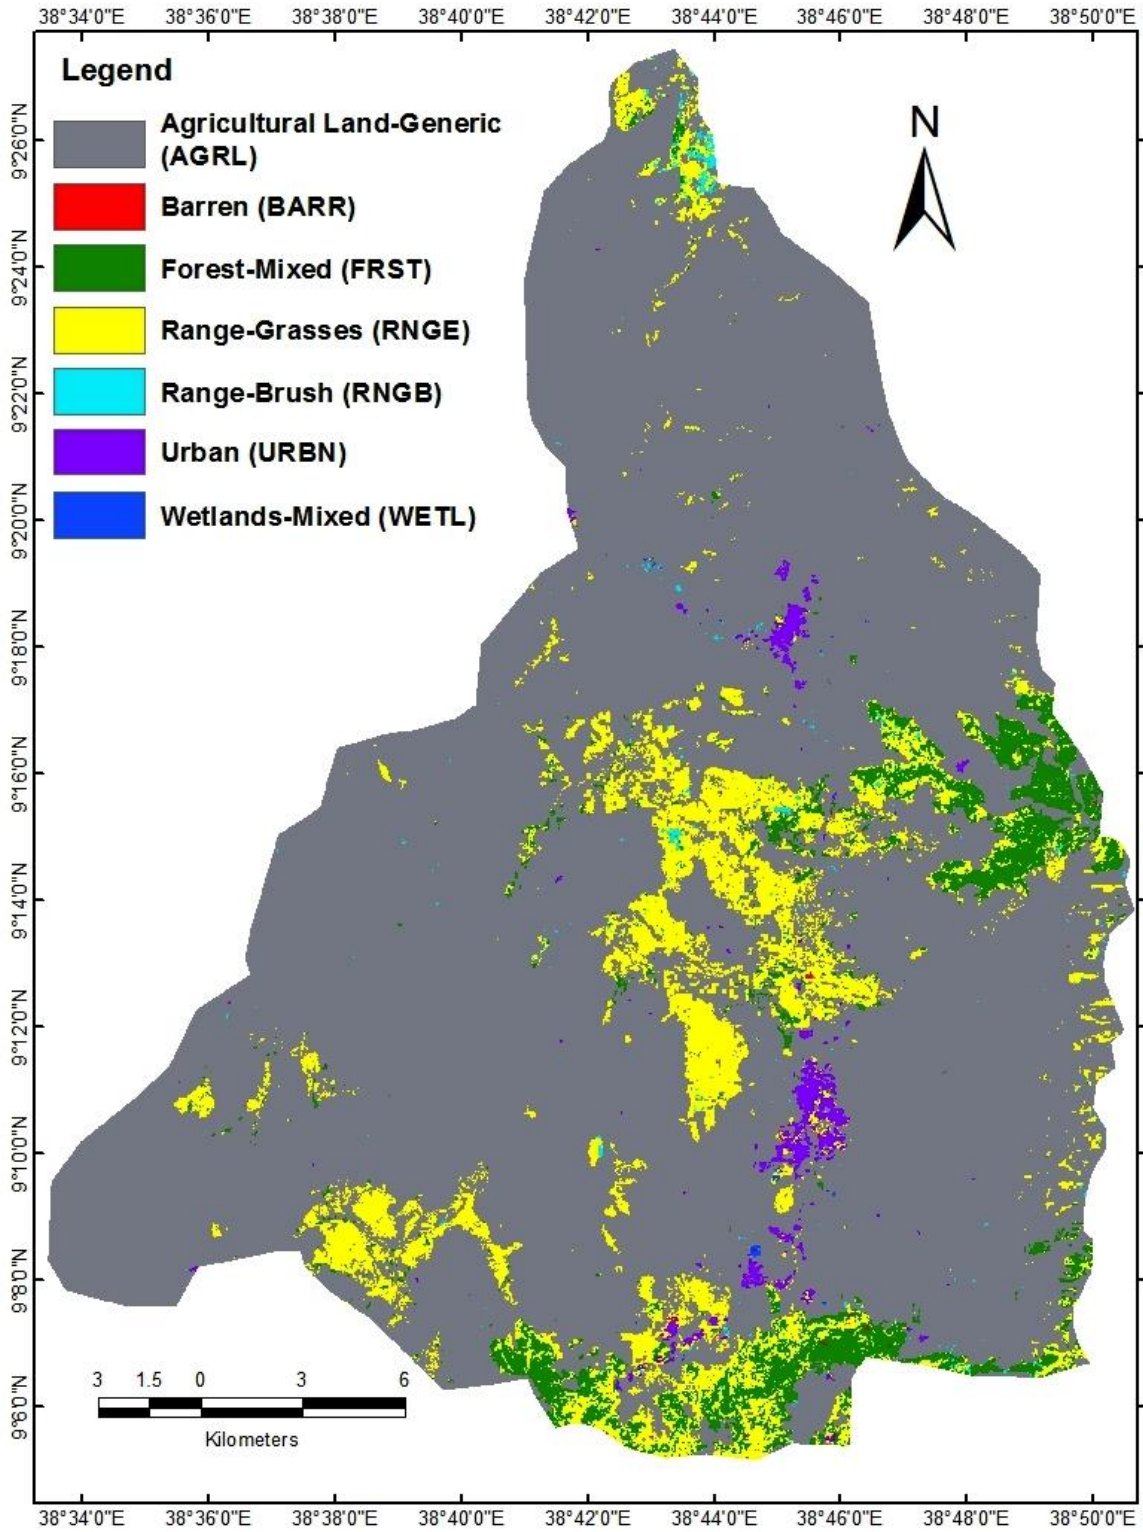 38°34'0"E 38°36'0"E 38°38'0"E 38°40'0"E 38°42'0"E 38°44'0"E 38°46'0"E 38°48'0"E 38°50'0"E
Legend
Agricultural Land-Generic
(AGRL)
Barren (BARR)
Forest-Mixed (FRST)
Range-Grasses (RNGE)
Range-Brush (RNGB)
Urban (URBN)
Wetlands-Mixed (WETL)
N
9°26'0"N
9°24'0"N
9°22'0"N
9°20'0"N
9°18'0"N
9°16'0"N
9°14'0"N
9°12'0"N
9°10'0"N
9°8'0"N
9°6'0"N
3 1.5 0 3 6
Kilometers
38°34'0"E 38°36'0"E 38°38'0"E 38°40'0"E 38°42'0"E 38°44'0"E 38°46'0"E 38°48'0"E 38°50'0"E